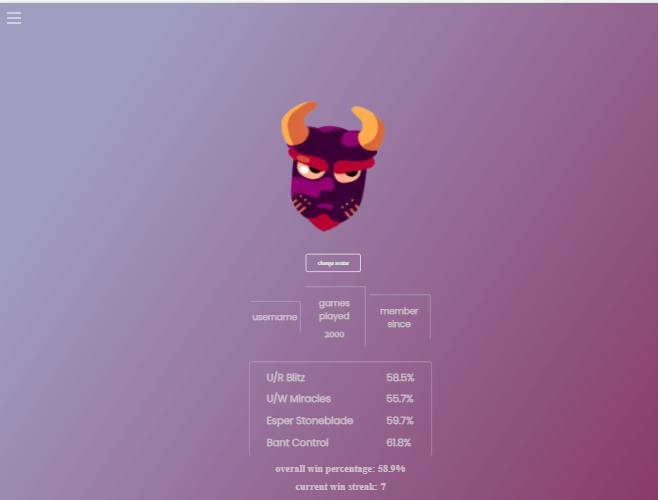 change avatar
games
played
2000
username
member
since
U/R Blitz 58.5%
U/W Miracles 55.7%
Esper Stoneblade 59.7%
Bant Control 61.8%
overall win percentage: 58.9%
current win streak: 7